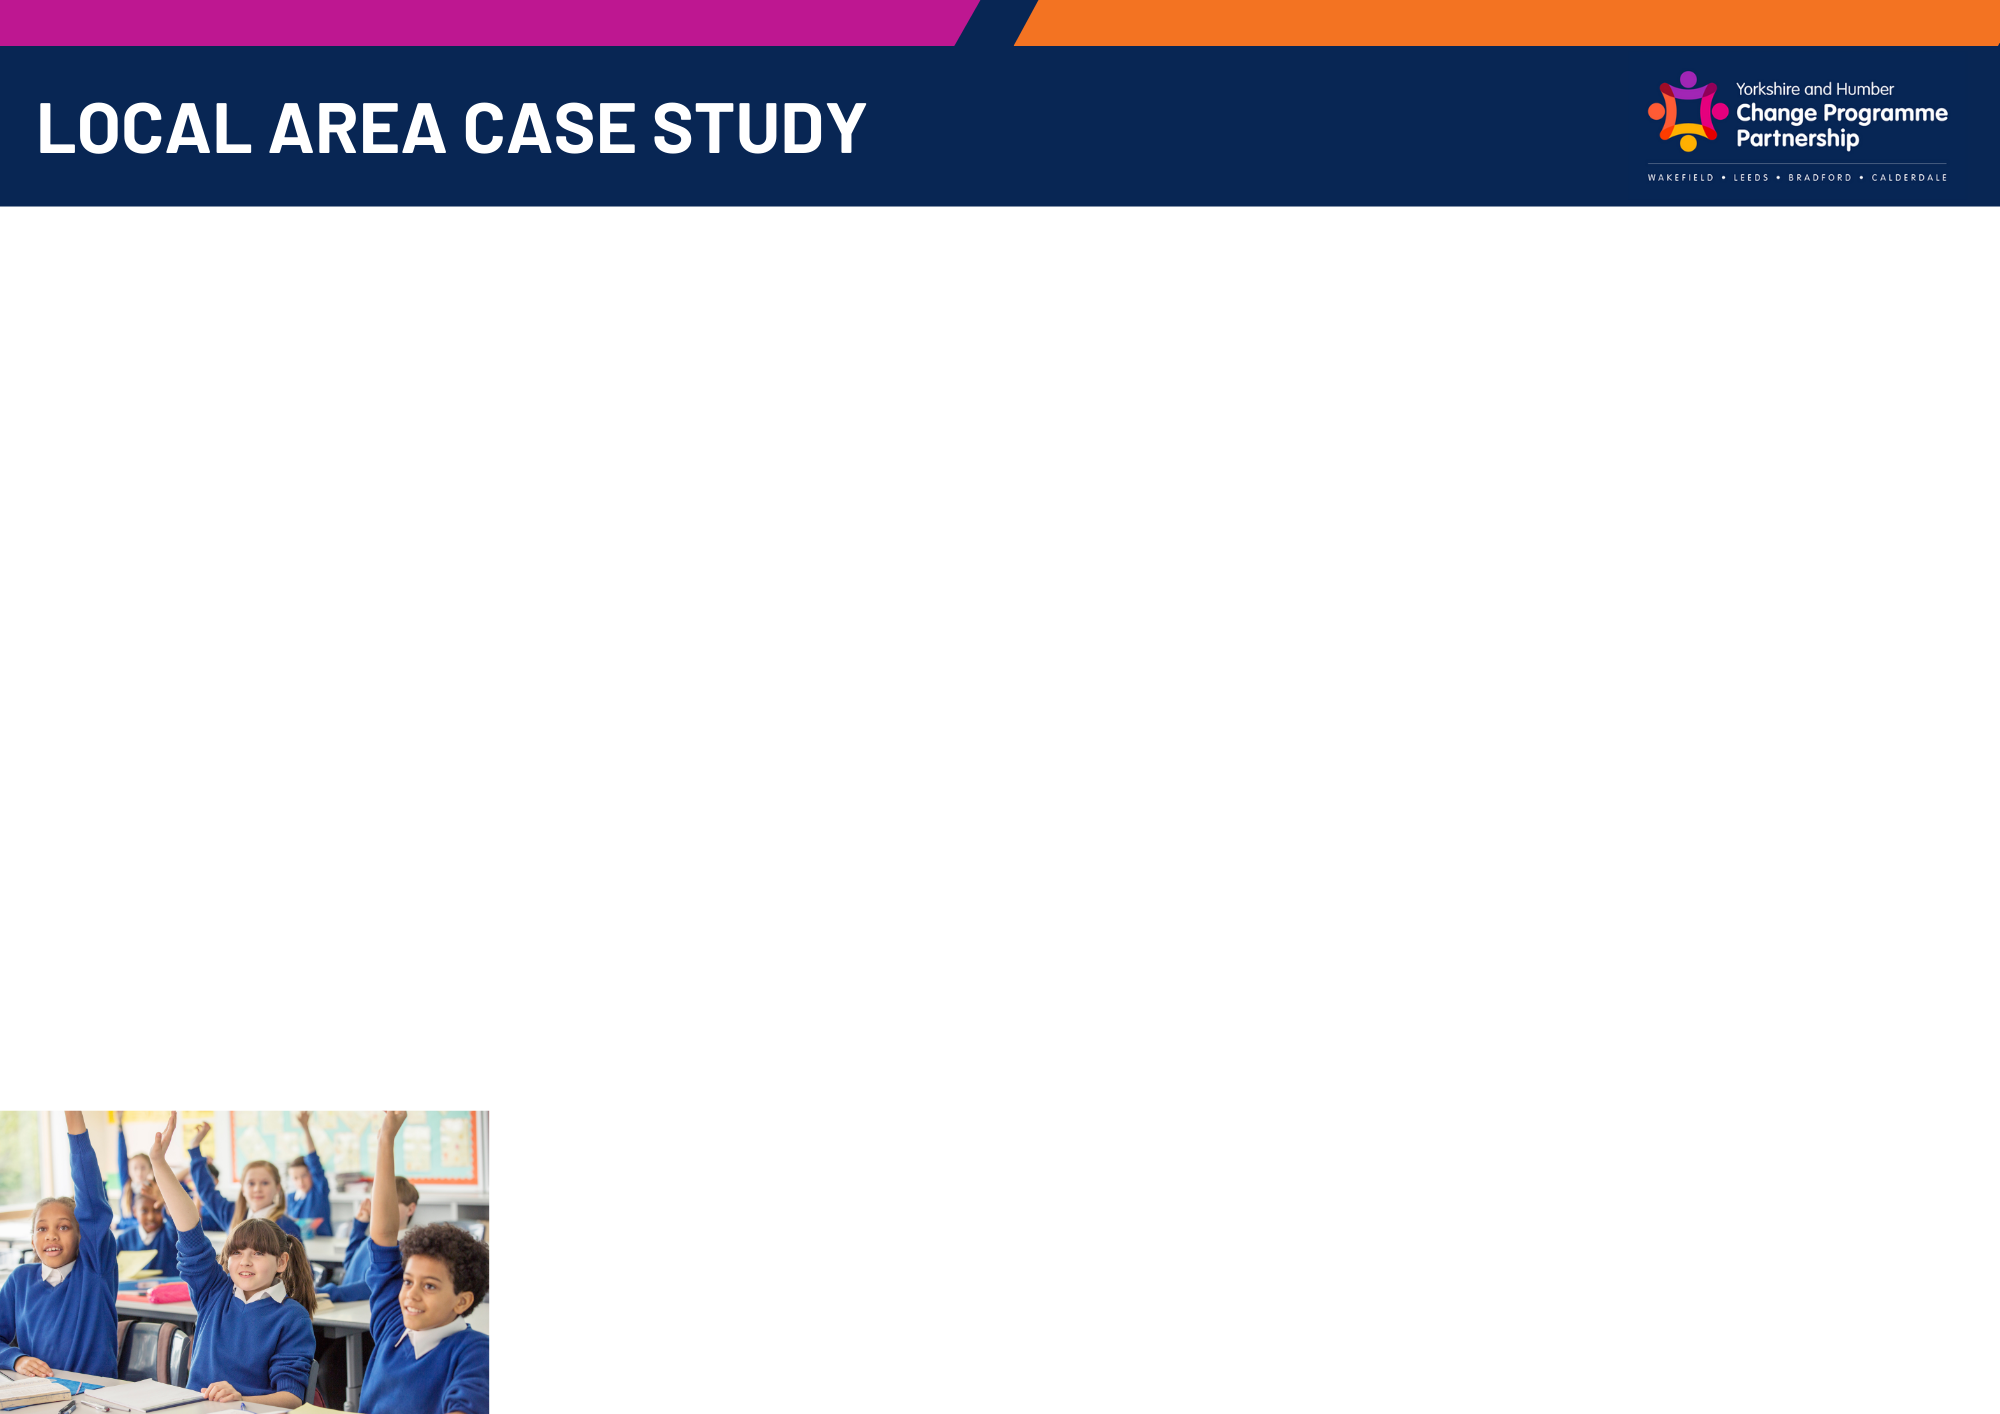 LOCAL AREA CASE STUDY
Yorkshire and Humber
Change Programme
Partnership
WAKEFIELD • LEEDS • BRADFORD • CALDERDALE